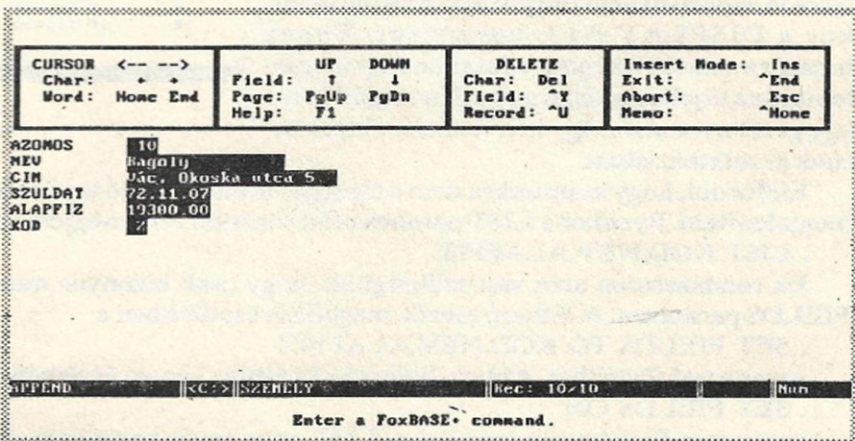 CURSOR <-- --> UP DOWN DELETE Insert Mode: Ins
Char: ← → Field: ↑ ↓ Char: Del Exit: ^End
Word: Home End Page: PgUp PgDn Field: ^Y Abort: Esc
Help: F1 Record: ^U Memo: ^Home
AZOMOS 10
NEV Bagoly
CIM Vác, Okoska utca 5.
SZULDAT 72.11.07
ALAPFIZ 19300.00
KOD 2
APPEND <C:> SZEMELY Rec: 10/10 Num
Enter a FoxBASE+ command.